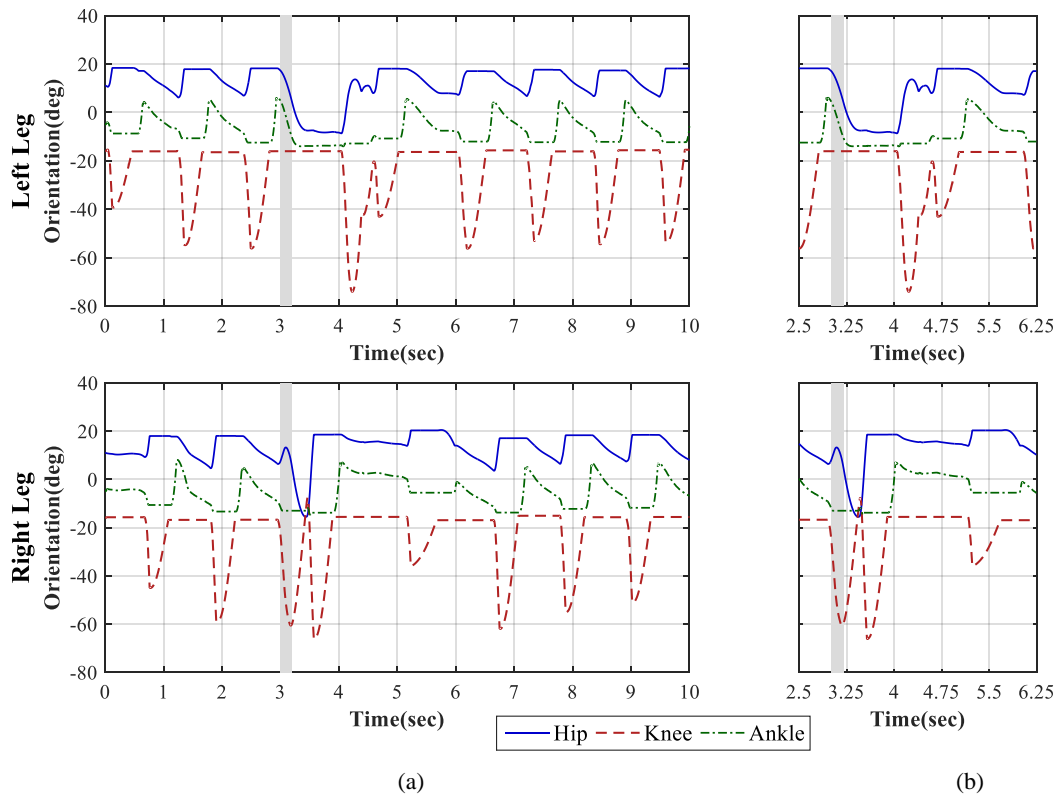 Left Leg
Orientation(deg)
40
20
0
-20
-40
-60
-80
0 1 2 3 4 5 6 7 8 9 10
Time(sec)
2.5 3.25 4 4.75 5.5 6.25
Time(sec)
Right Leg
Orientation(deg)
40
20
0
-20
-40
-60
-80
0 1 2 3 4 5 6 7 8 9 10
Time(sec)
2.5 3.25 4 4.75 5.5 6.25
Time(sec)
Hip Knee Ankle
(a) (b)